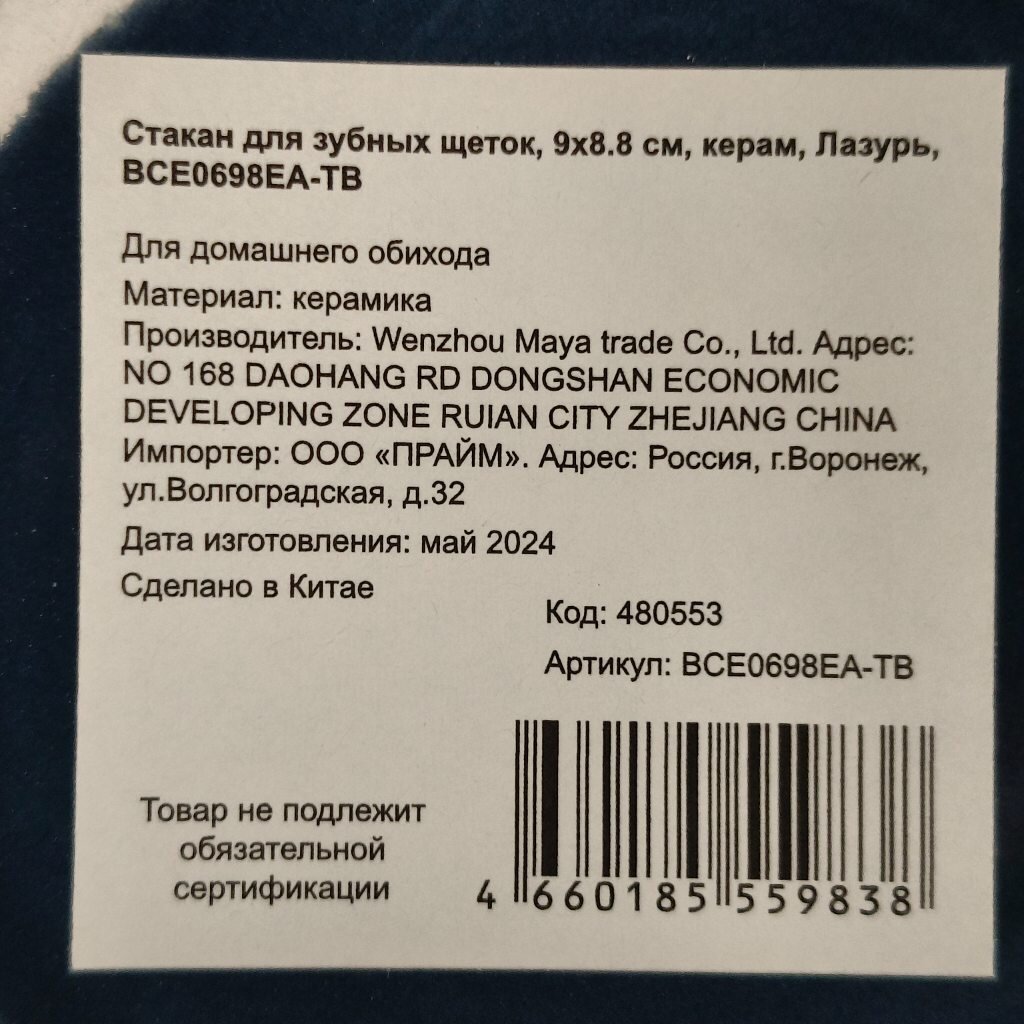 Стакан для зубных щеток, 9х8.8 см, керам, Лазурь,
BCE0698EA-TB
Для домашнего обихода
Материал: керамика
Производитель: Wenzhou Maya trade Co., Ltd. Адрес:
NO 168 DAOHANG RD DONGSHAN ECONOMIC
DEVELOPING ZONE RUIAN CITY ZHEJIANG CHINA
Импортер: ООО «ПРАЙМ». Адрес: Россия, г.Воронеж,
ул.Волгоградская, д.32
Дата изготовления: май 2024
Сделано в Китае
Код: 480553
Артикул: BCE0698EA-TB
Товар не подлежит
обязательной
сертификации
4 660185 559838